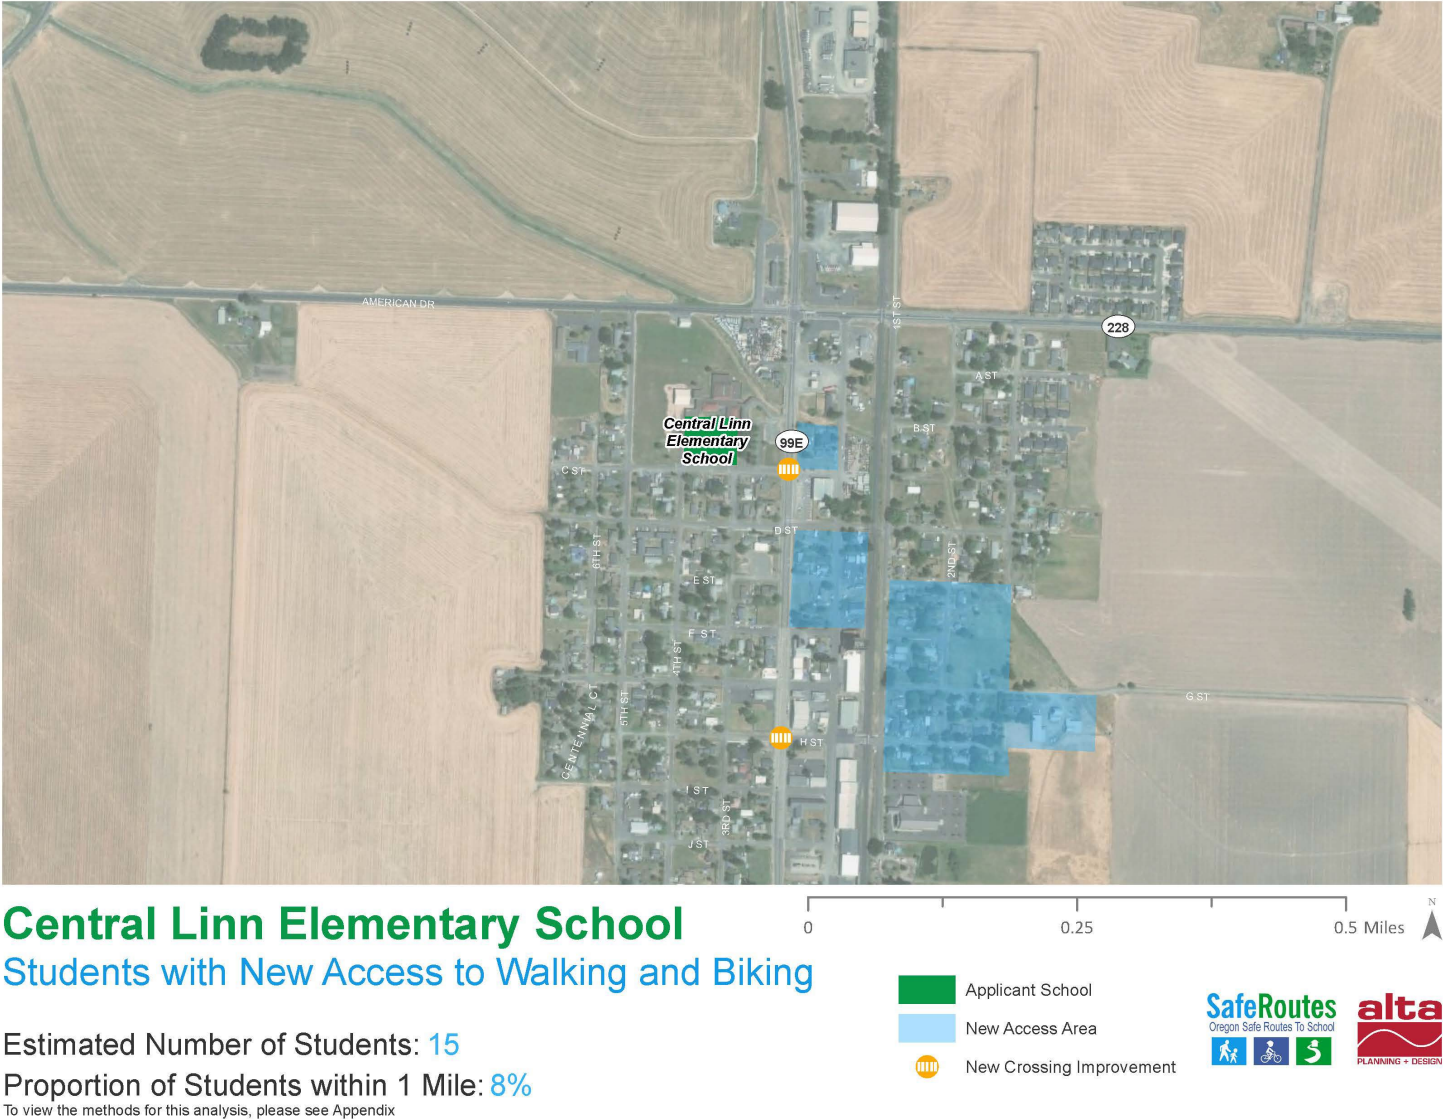 AMERICAN DR
1ST ST
228
A ST
Central Linn
Elementary
School
99E
B ST
C ST
D ST
6TH ST
2ND ST
E ST
F ST
4TH ST
CENTENNIAL CT
5TH ST
G ST
H ST
I ST
3RD ST
J ST
Central Linn Elementary School
Students with New Access to Walking and Biking
Estimated Number of Students: 15
Proportion of Students within 1 Mile: 8%
To view the methods for this analysis, please see Appendix
0 0.25 0.5 Miles
N
Applicant School
New Access Area
New Crossing Improvement
SafeRoutes
Oregon Safe Routes To School
alta
PLANNING + DESIGN